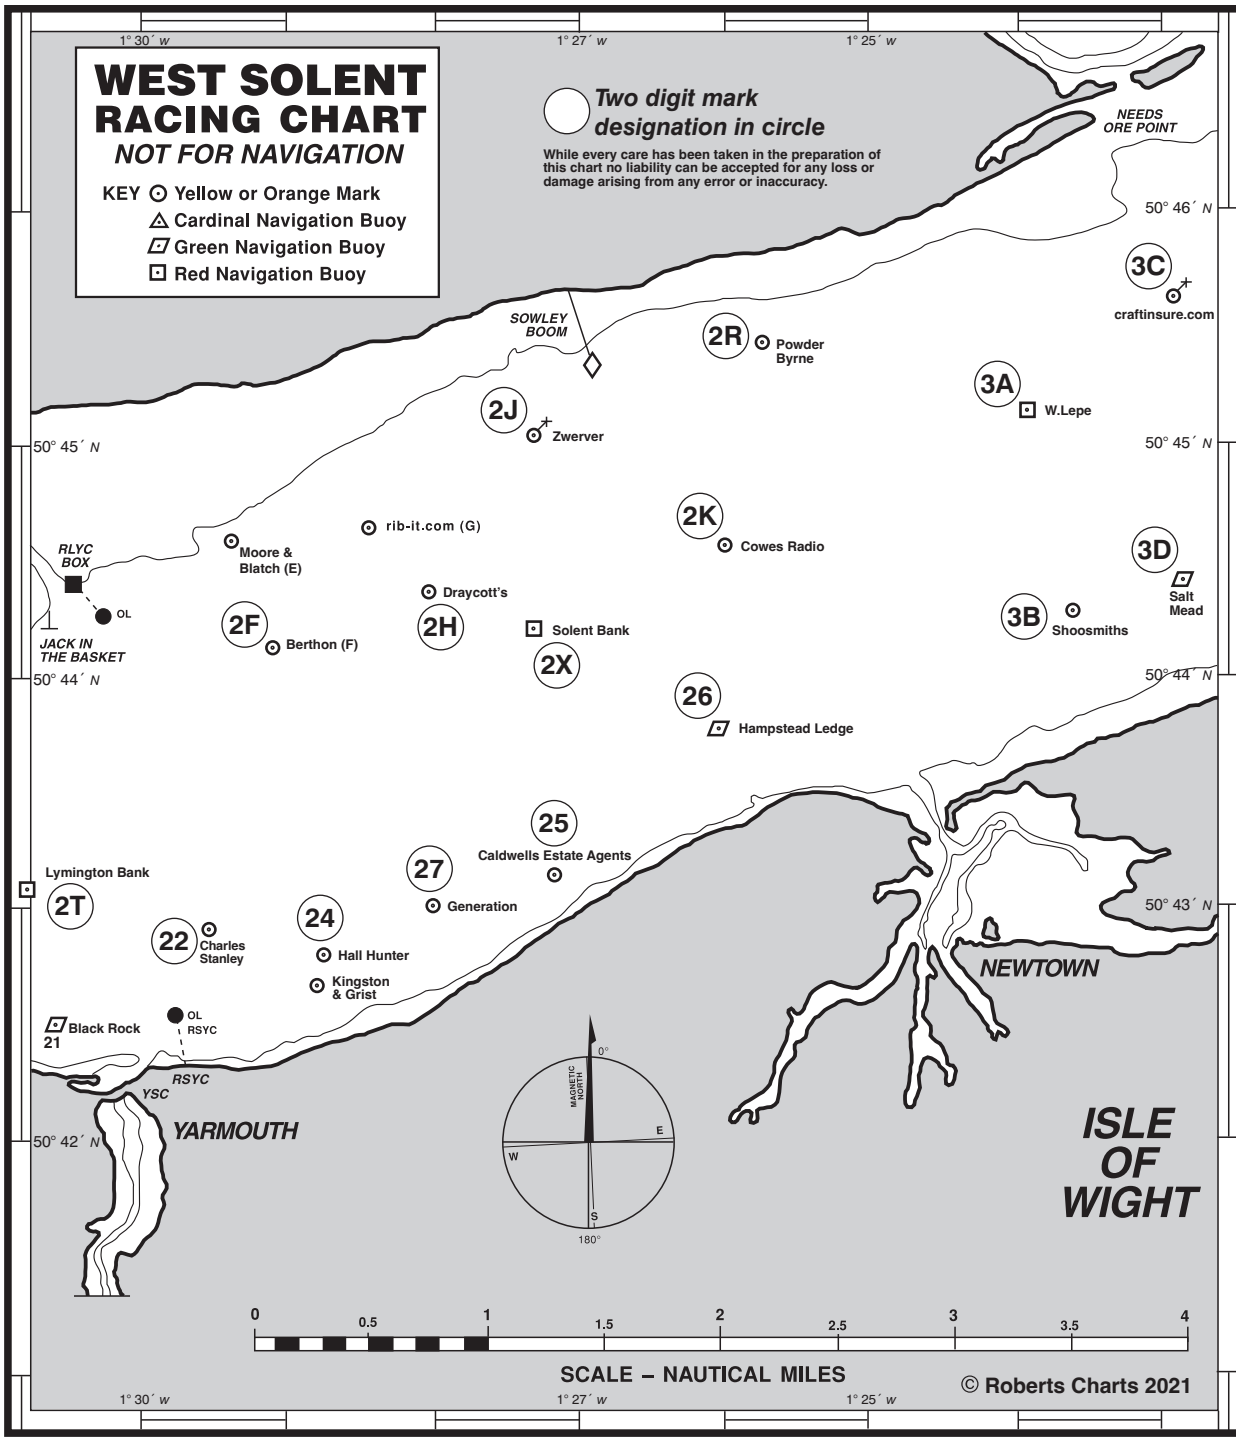 1° 30´ W
1° 27´ W
1° 25´ W
WEST SOLENT
RACING CHART
NOT FOR NAVIGATION
KEY
Yellow or Orange Mark
Cardinal Navigation Buoy
Green Navigation Buoy
Red Navigation Buoy
Two digit mark
designation in circle
While every care has been taken in the preparation of
this chart no liability can be accepted for any loss or
damage arising from any error or inaccuracy.
NEEDS
ORE POINT
50° 46´ N
3C
craftinsure.com
SOWLEY
BOOM
2R
Powder
Byrne
3A
W.Lepe
2J
Zwerver
50° 45´ N
50° 45´ N
2K
Cowes Radio
rib-it.com (G)
Moore &
Blatch (E)
RLYC
BOX
OL
JACK IN
THE BASKET
Draycott's
2H
2F
Berthon (F)
Solent Bank
2X
3D
Salt
Mead
3B
Shoosmiths
50° 44´ N
50° 44´ N
26
Hampstead Ledge
25
Caldwells Estate Agents
27
Generation
Lymington Bank
2T
22
Charles
Stanley
24
Hall Hunter
Kingston
& Grist
50° 43´ N
NEWTOWN
OL
RSYC
Black Rock
21
RSYC
YSC
YARMOUTH
50° 42´ N
0°
MAGNETIC
NORTH
E
W
S
180°
ISLE
OF
WIGHT
0
0.5
1
1.5
2
2.5
3
3.5
4
SCALE – NAUTICAL MILES
© Roberts Charts 2021
1° 30´ W
1° 27´ W
1° 25´ W